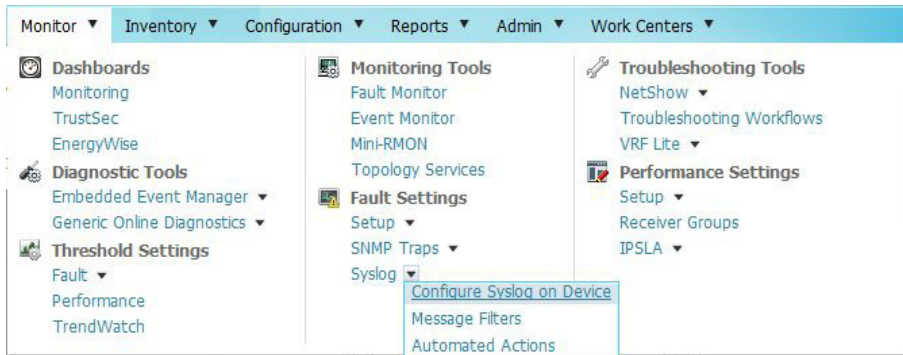 Monitor Inventory Configuration Reports Admin Work Centers
Dashboards
Monitoring
TrustSec
EnergyWise
Diagnostic Tools
Embedded Event Manager
Generic Online Diagnostics
Threshold Settings
Fault
Performance
TrendWatch
Monitoring Tools
Fault Monitor
Event Monitor
Mini-RMON
Topology Services
Fault Settings
Setup
SNMP Traps
Syslog
Configure Syslog on Device
Message Filters
Automated Actions
Troubleshooting Tools
NetShow
Troubleshooting Workflows
VRF Lite
Performance Settings
Setup
Receiver Groups
IPSLA